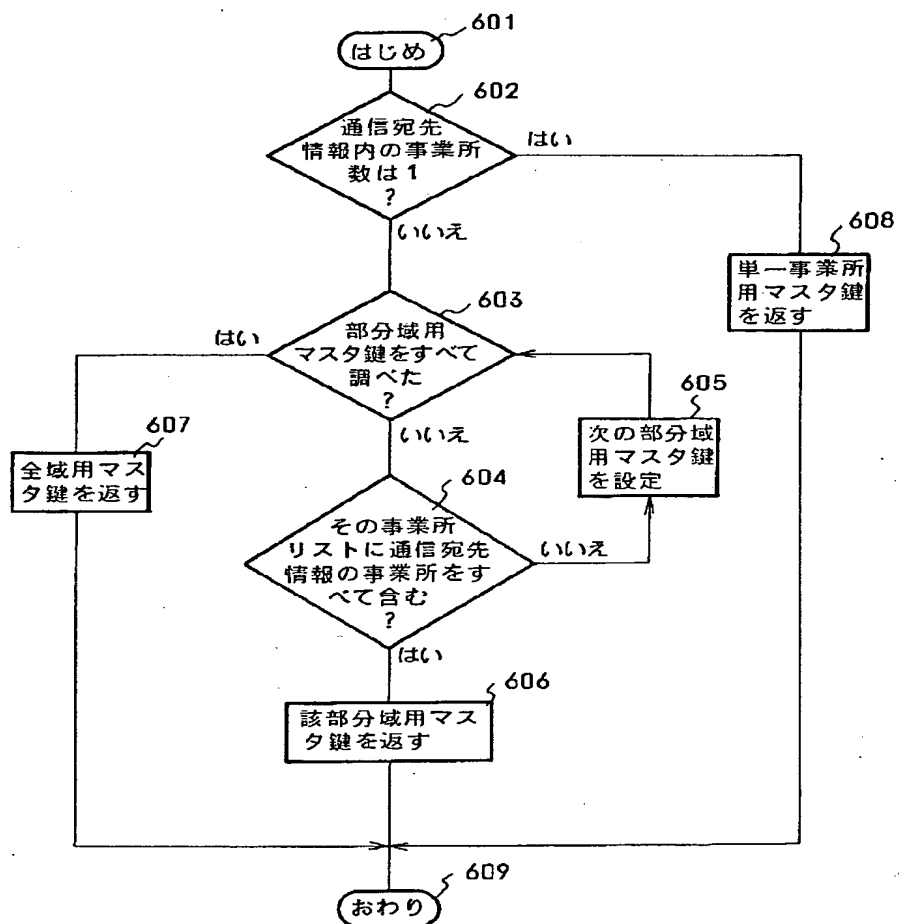 601
はじめ
602
通信宛先
情報内の事業所
数は1
?
はい
いいえ
608
単一事業所
用マスタ鍵
を返す
603
部分域用
マスタ鍵をすべて
調べた
?
はい
いいえ
605
次の部分域
用マスタ鍵
を設定
607
全域用マス
タ鍵を返す
604
その事業所
リストに通信宛先
情報の事業所をす
べて含む
?
いいえ
はい
606
該部分域用マス
タ鍵を返す
609
おわり